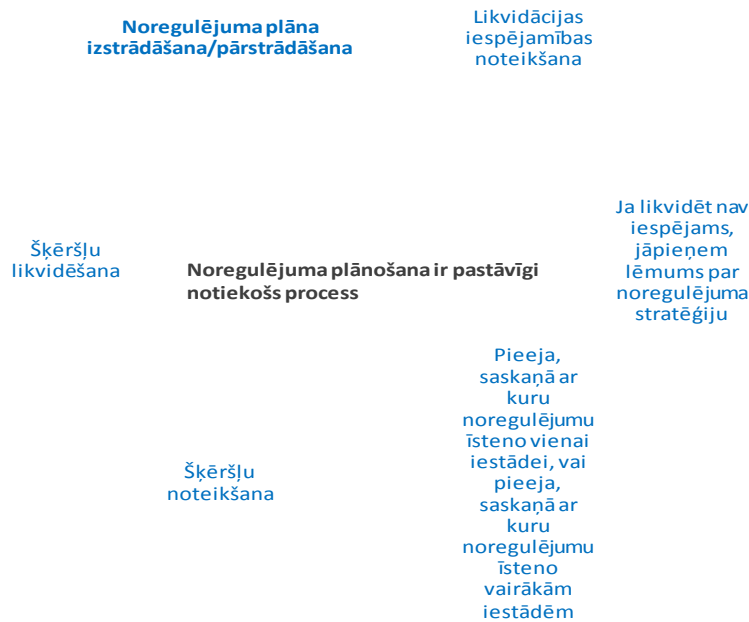 Noregulējuma plāna
izstrādāšana/pārstrādāšana
Likvidācijas
iespējamības
noteikšana
Ja likvidēt nav
iespējams,
jāpieņem
lēmums par
noregulējuma
stratēģiju
Šķēršļu
likvidēšana
Noregulējuma plānošana ir pastāvīgi
notiekošs process
Pieeja,
saskaņā ar
kuru
noregulējumu
īsteno vienai
iestādei, vai
pieeja,
saskaņā ar
kuru
noregulējumu
īsteno
vairākām
iestādēm
Šķēršļu
noteikšana